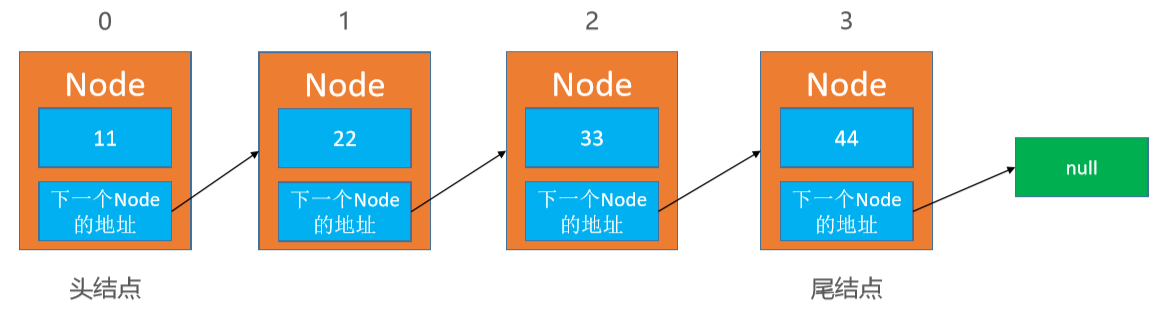 0
1
2
3
Node
Node
Node
Node
11
22
33
44
null
下一个Node
的地址
下一个Node
的地址
下一个Node
的地址
下一个Node
的地址
头结点
尾结点